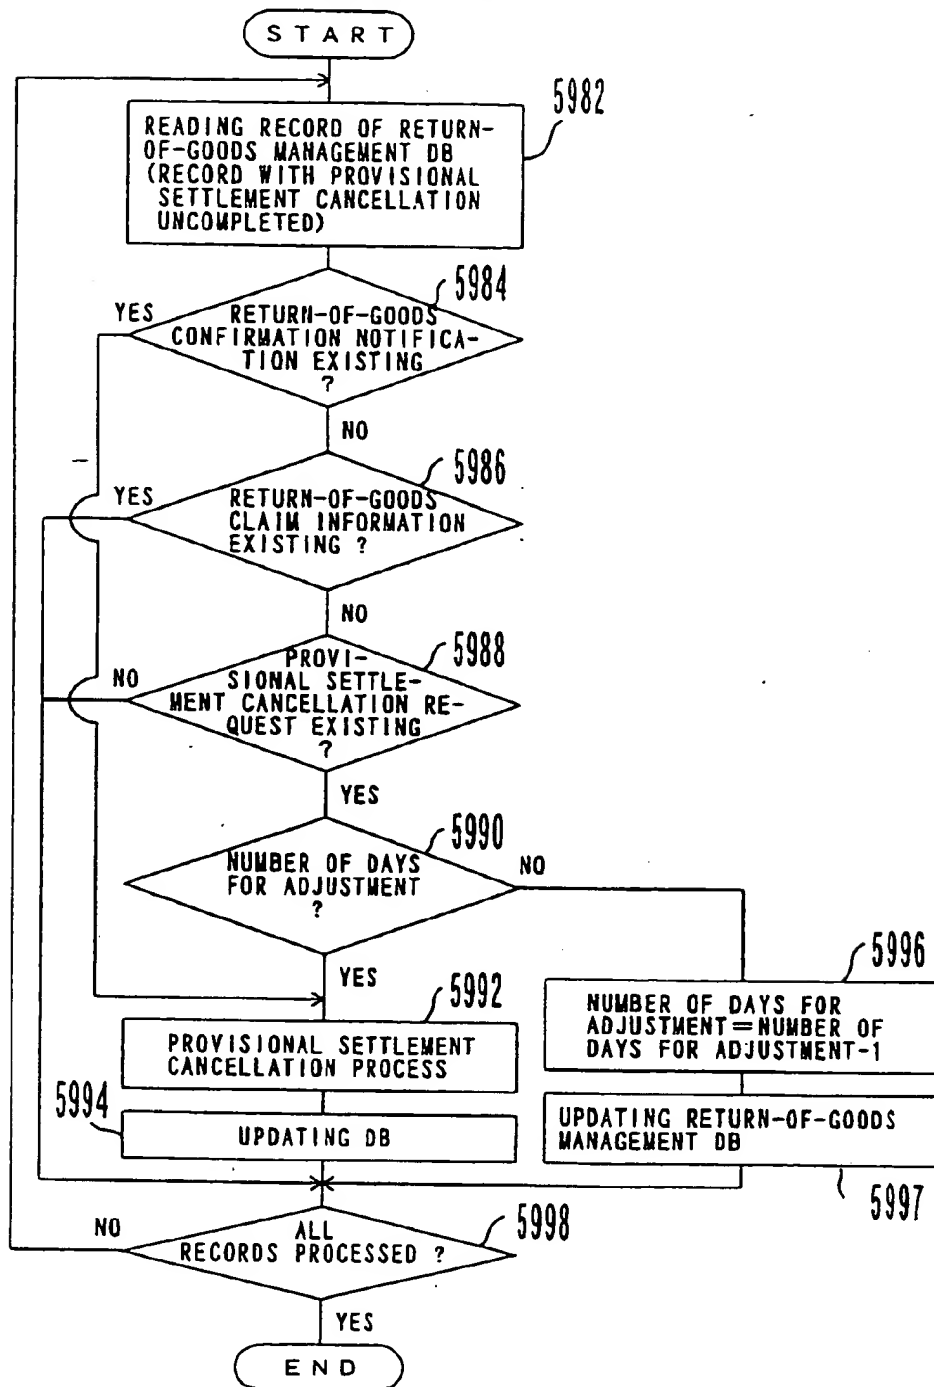 START
5982
READING RECORD OF RETURN-
OF-GOODS MANAGEMENT DB
(RECORD WITH PROVISIONAL
SETTLEMENT CANCELLATION
UNCOMPLETED)
5984
YES
RETURN-OF-GOODS
CONFIRMATION NOTIFICA-
TION EXISTING
?
NO
5986
YES
RETURN-OF-GOODS
CLAIM INFORMATION
EXISTING ?
NO
5988
NO
PROVI-
SIONAL SETTLE-
MENT CANCELLATION RE-
QUEST EXISTING
?
YES
5990
NUMBER OF DAYS
FOR ADJUSTMENT
?
NO
YES
5992
PROVISIONAL SETTLEMENT
CANCELLATION PROCESS
5994
UPDATING DB
5996
NUMBER OF DAYS FOR
ADJUSTMENT=NUMBER OF
DAYS FOR ADJUSTMENT-1
UPDATING RETURN-OF-GOODS
MANAGEMENT DB
5997
NO
ALL
RECORDS PROCESSED ?
5998
YES
END